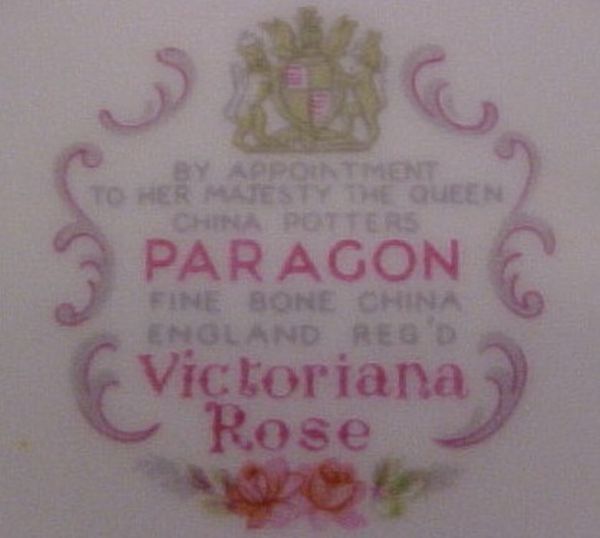 BY APPOINTMENT
TO HER MAJESTY THE QUEEN
CHINA POTTERS
PARAGON
FINE BONE CHINA
ENGLAND REG'D
Victoriana
Rose